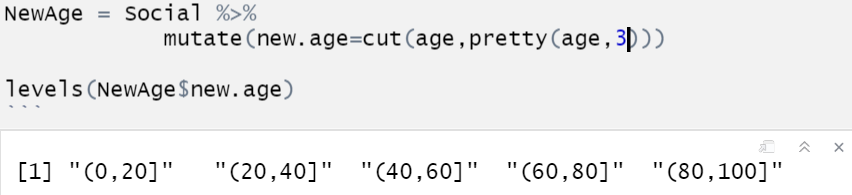 NewAge = Social %>%
mutate(new.age=cut(age,pretty(age,3)))
levels(NewAge$new.age)
```
[1] "(0,20]" "(20,40]" "(40,60]" "(60,80]" "(80,100]"